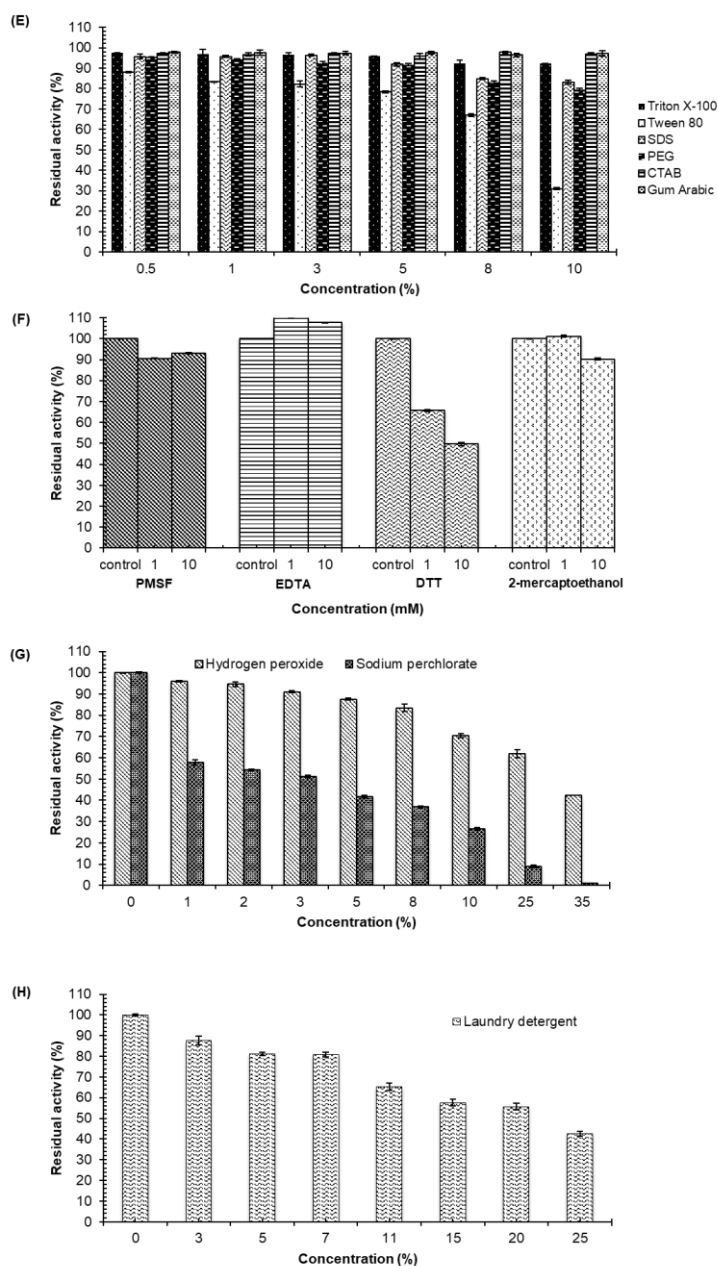 (E)
110
100
90
80
70
60
50
40
30
20
10
0
Residual activity (%)
Triton X-100
Tween 80
SDS
PEG
CTAB
Gum Arabic
0.5 1 3 5 8 10
Concentration (%)
(F)
110
100
90
80
70
60
50
40
30
20
10
0
Residual activity (%)
control 1 10 control 1 10 control 1 10 control 1 10
PMSF EDTA DTT 2-mercaptoethanol
Concentration (mM)
(G)
110
100
90
80
70
60
50
40
30
20
10
0
Residual activity (%)
Hydrogen peroxide Sodium perchlorate
0 1 2 3 5 8 10 25 35
Concentration (%)
(H)
110
100
90
80
70
60
50
40
30
20
10
0
Residual activity (%)
Laundry detergent
0 3 5 7 11 15 20 25
Concentration (%)